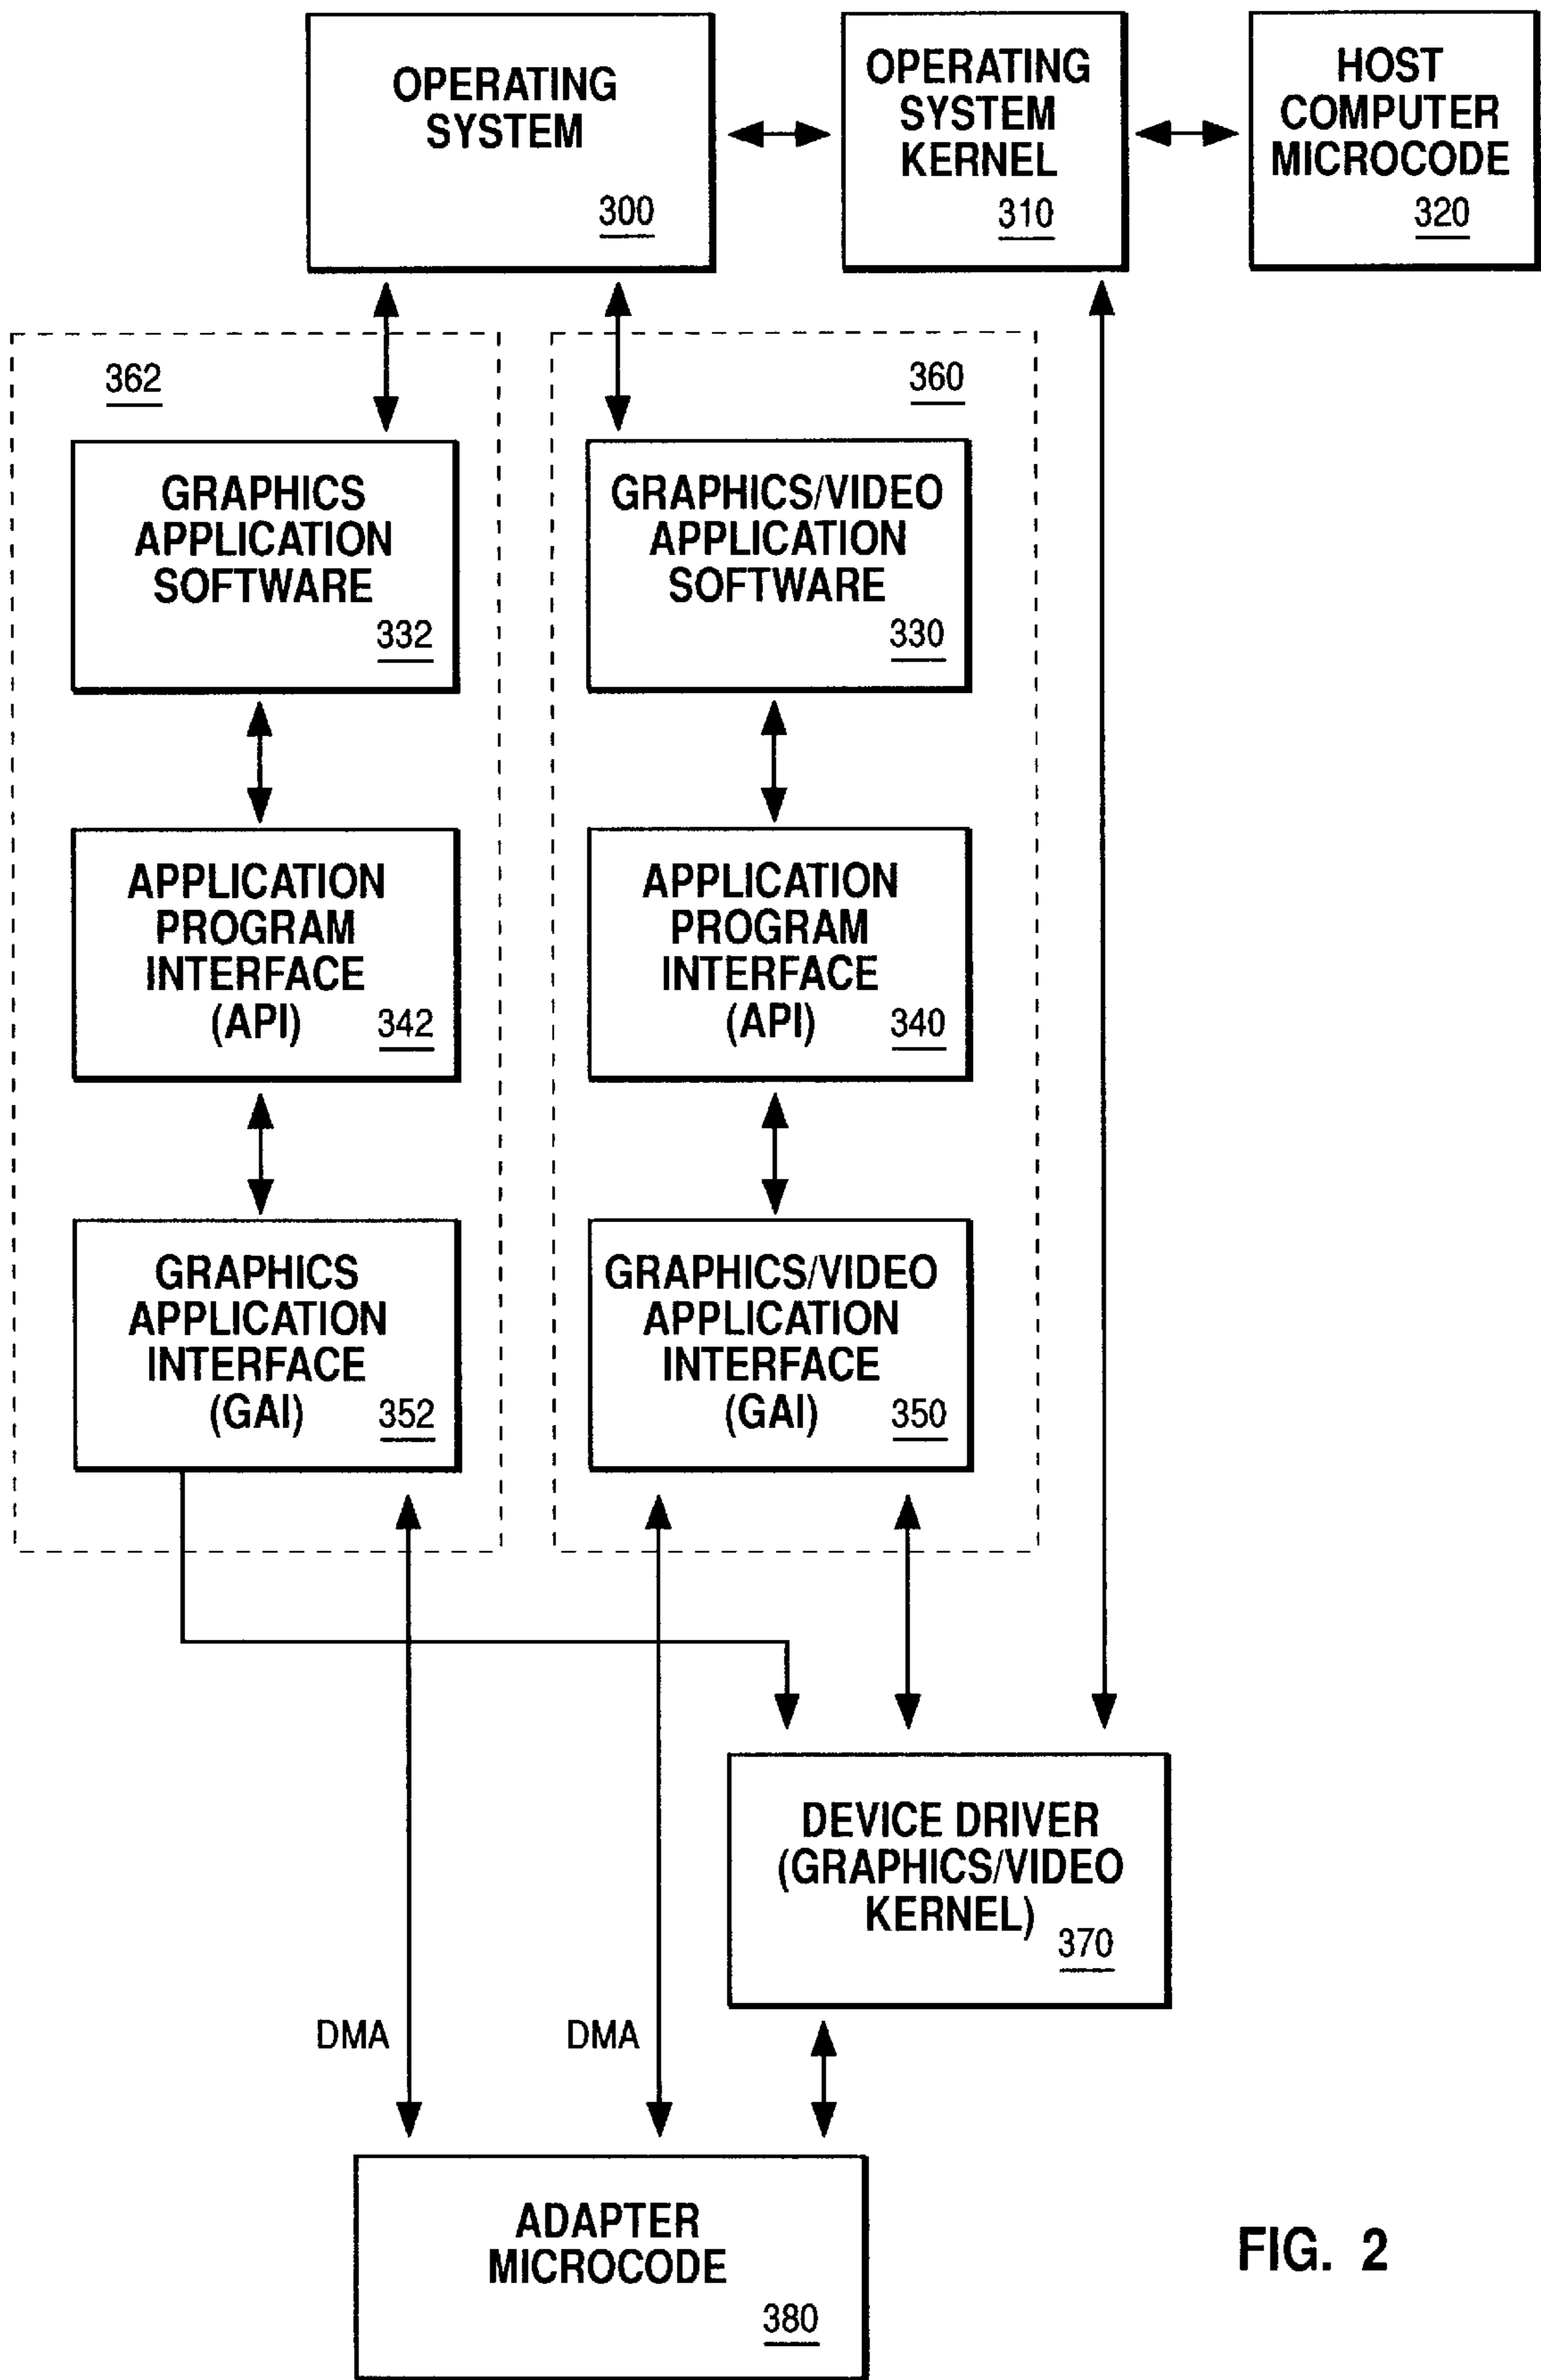 OPERATING
SYSTEM
300
OPERATING
SYSTEM
KERNEL
310
HOST
COMPUTER
MICROCODE
320
362
360
GRAPHICS
APPLICATION
SOFTWARE
332
GRAPHICS/VIDEO
APPLICATION
SOFTWARE
330
APPLICATION
PROGRAM
INTERFACE
(API)
342
APPLICATION
PROGRAM
INTERFACE
(API)
340
GRAPHICS
APPLICATION
INTERFACE
(GAI)
352
GRAPHICS/VIDEO
APPLICATION
INTERFACE
(GAI)
350
DEVICE DRIVER
(GRAPHICS/VIDEO
KERNEL)
370
DMA
DMA
ADAPTER
MICROCODE
380
FIG. 2